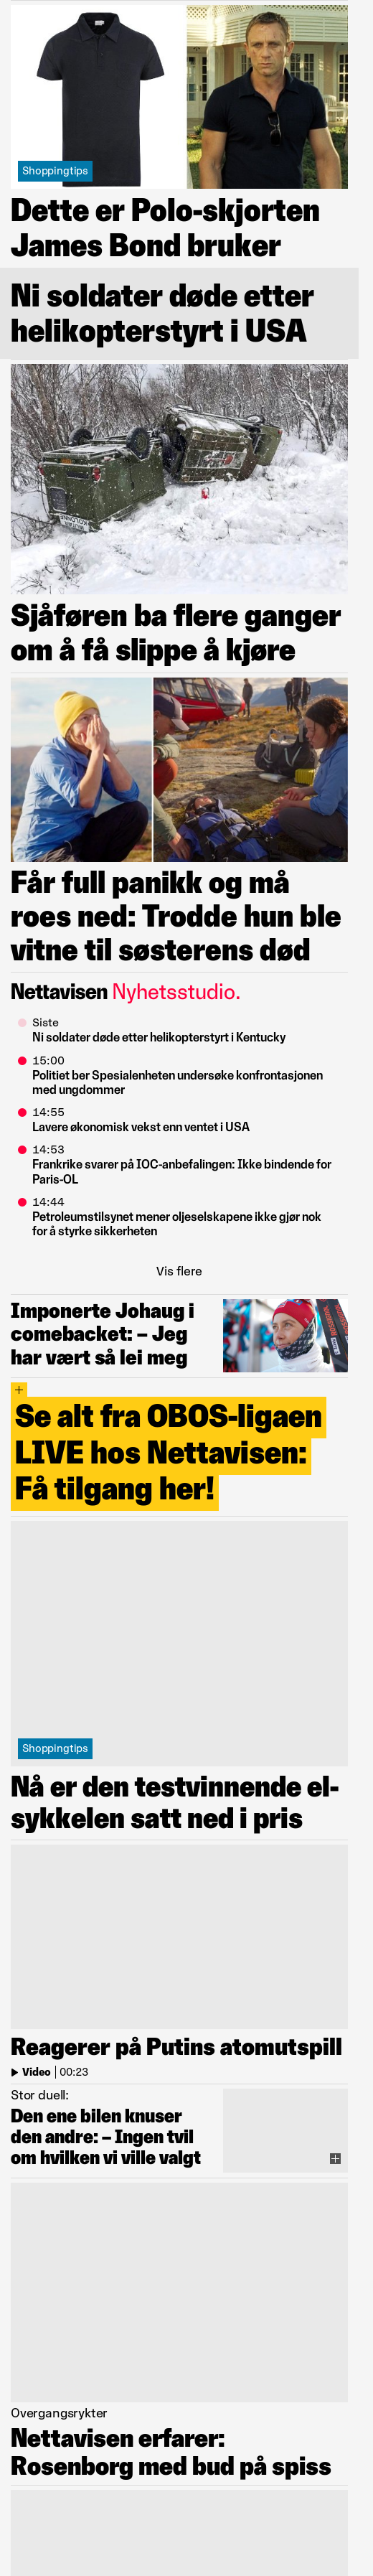 Shoppingtips
Dette er Polo-skjorten
James Bond bruker
Ni soldater døde etter
helikopterstyrt i USA
Sjåføren ba flere ganger
om å få slippe å kjøre
Får full panikk og må
roes ned: Trodde hun ble
vitne til søsterens død
Nettavisen Nyhetsstudio.
Siste
Ni soldater døde etter helikopterstyrt i Kentucky
15:00
Politiet ber Spesialenheten undersøke konfrontasjonen
med ungdommer
14:55
Lavere økonomisk vekst enn ventet i USA
14:53
Frankrike svarer på IOC-anbefalingen: Ikke bindende for
Paris-OL
14:44
Petroleumstilsynet mener oljeselskapene ikke gjør nok
for å styrke sikkerheten
Vis flere
Imponerte Johaug i
comebacket: – Jeg
har vært så lei meg
+
Se alt fra OBOS-ligaen
LIVE hos Nettavisen:
Få tilgang her!
Shoppingtips
Nå er den testvinnende el-
sykkelen satt ned i pris
Reagerer på Putins atomutspill
Video | 00:23
Stor duell:
Den ene bilen knuser
den andre: – Ingen tvil
om hvilken vi ville valgt
Overgangsrykter
Nettavisen erfarer:
Rosenborg med bud på spiss